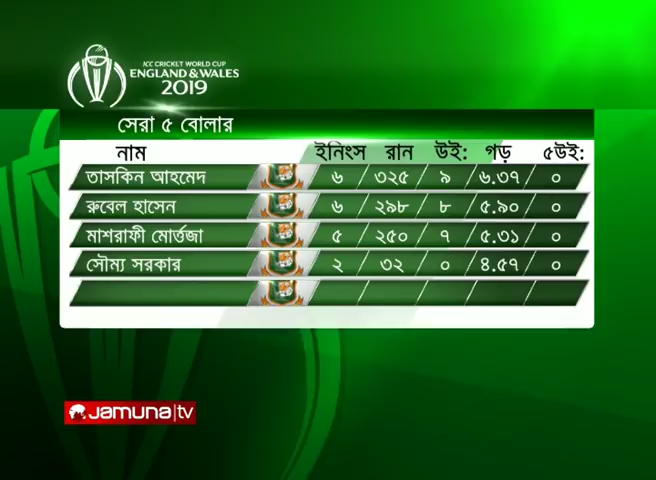 ICC CRICKET WORLD CUP
ENGLAND & WALES
2019
সেরা ৫ বোলার
নাম ইনিংস রান উই: গড় ৫উই:
তাসকিন আহমেদ ৬ ৩২৫ ৯ ৬.৩৭ ০
রুবেল হাসেন ৬ ২৯৮ ৮ ৫.৯০ ০
মাশরাফী মোর্ত্তজা ৫ ২৫০ ৭ ৫.৩১ ০
সৌম্য সরকার ২ ৩২ ০ ৪.৫৭ ০
Jamuna|tv